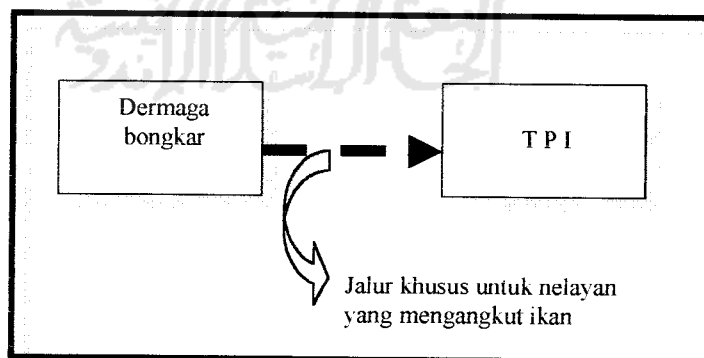 Dermaga
bongkar
T P I
Jalur khusus untuk nelayan
yang mengangkut ikan